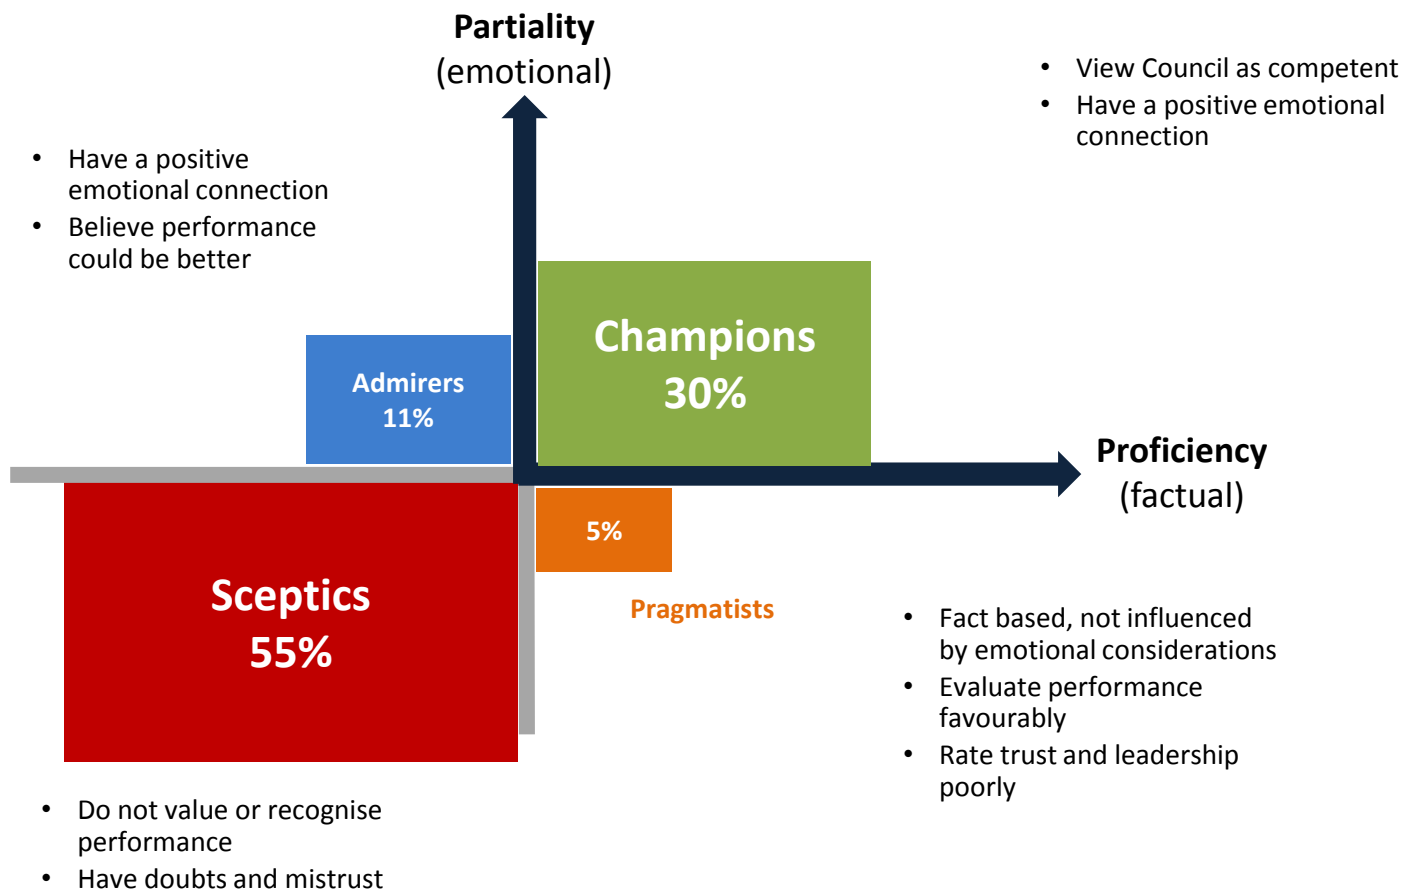 Partiality
(emotional)
• View Council as competent
• Have a positive emotional
connection
• Have a positive
emotional connection
• Believe performance
could be better
Champions
30%
Admirers
11%
Proficiency
(factual)
5%
Sceptics
55%
Pragmatists
• Fact based, not influenced
by emotional considerations
• Evaluate performance
favourably
• Rate trust and leadership
poorly
• Do not value or recognise
performance
• Have doubts and mistrust